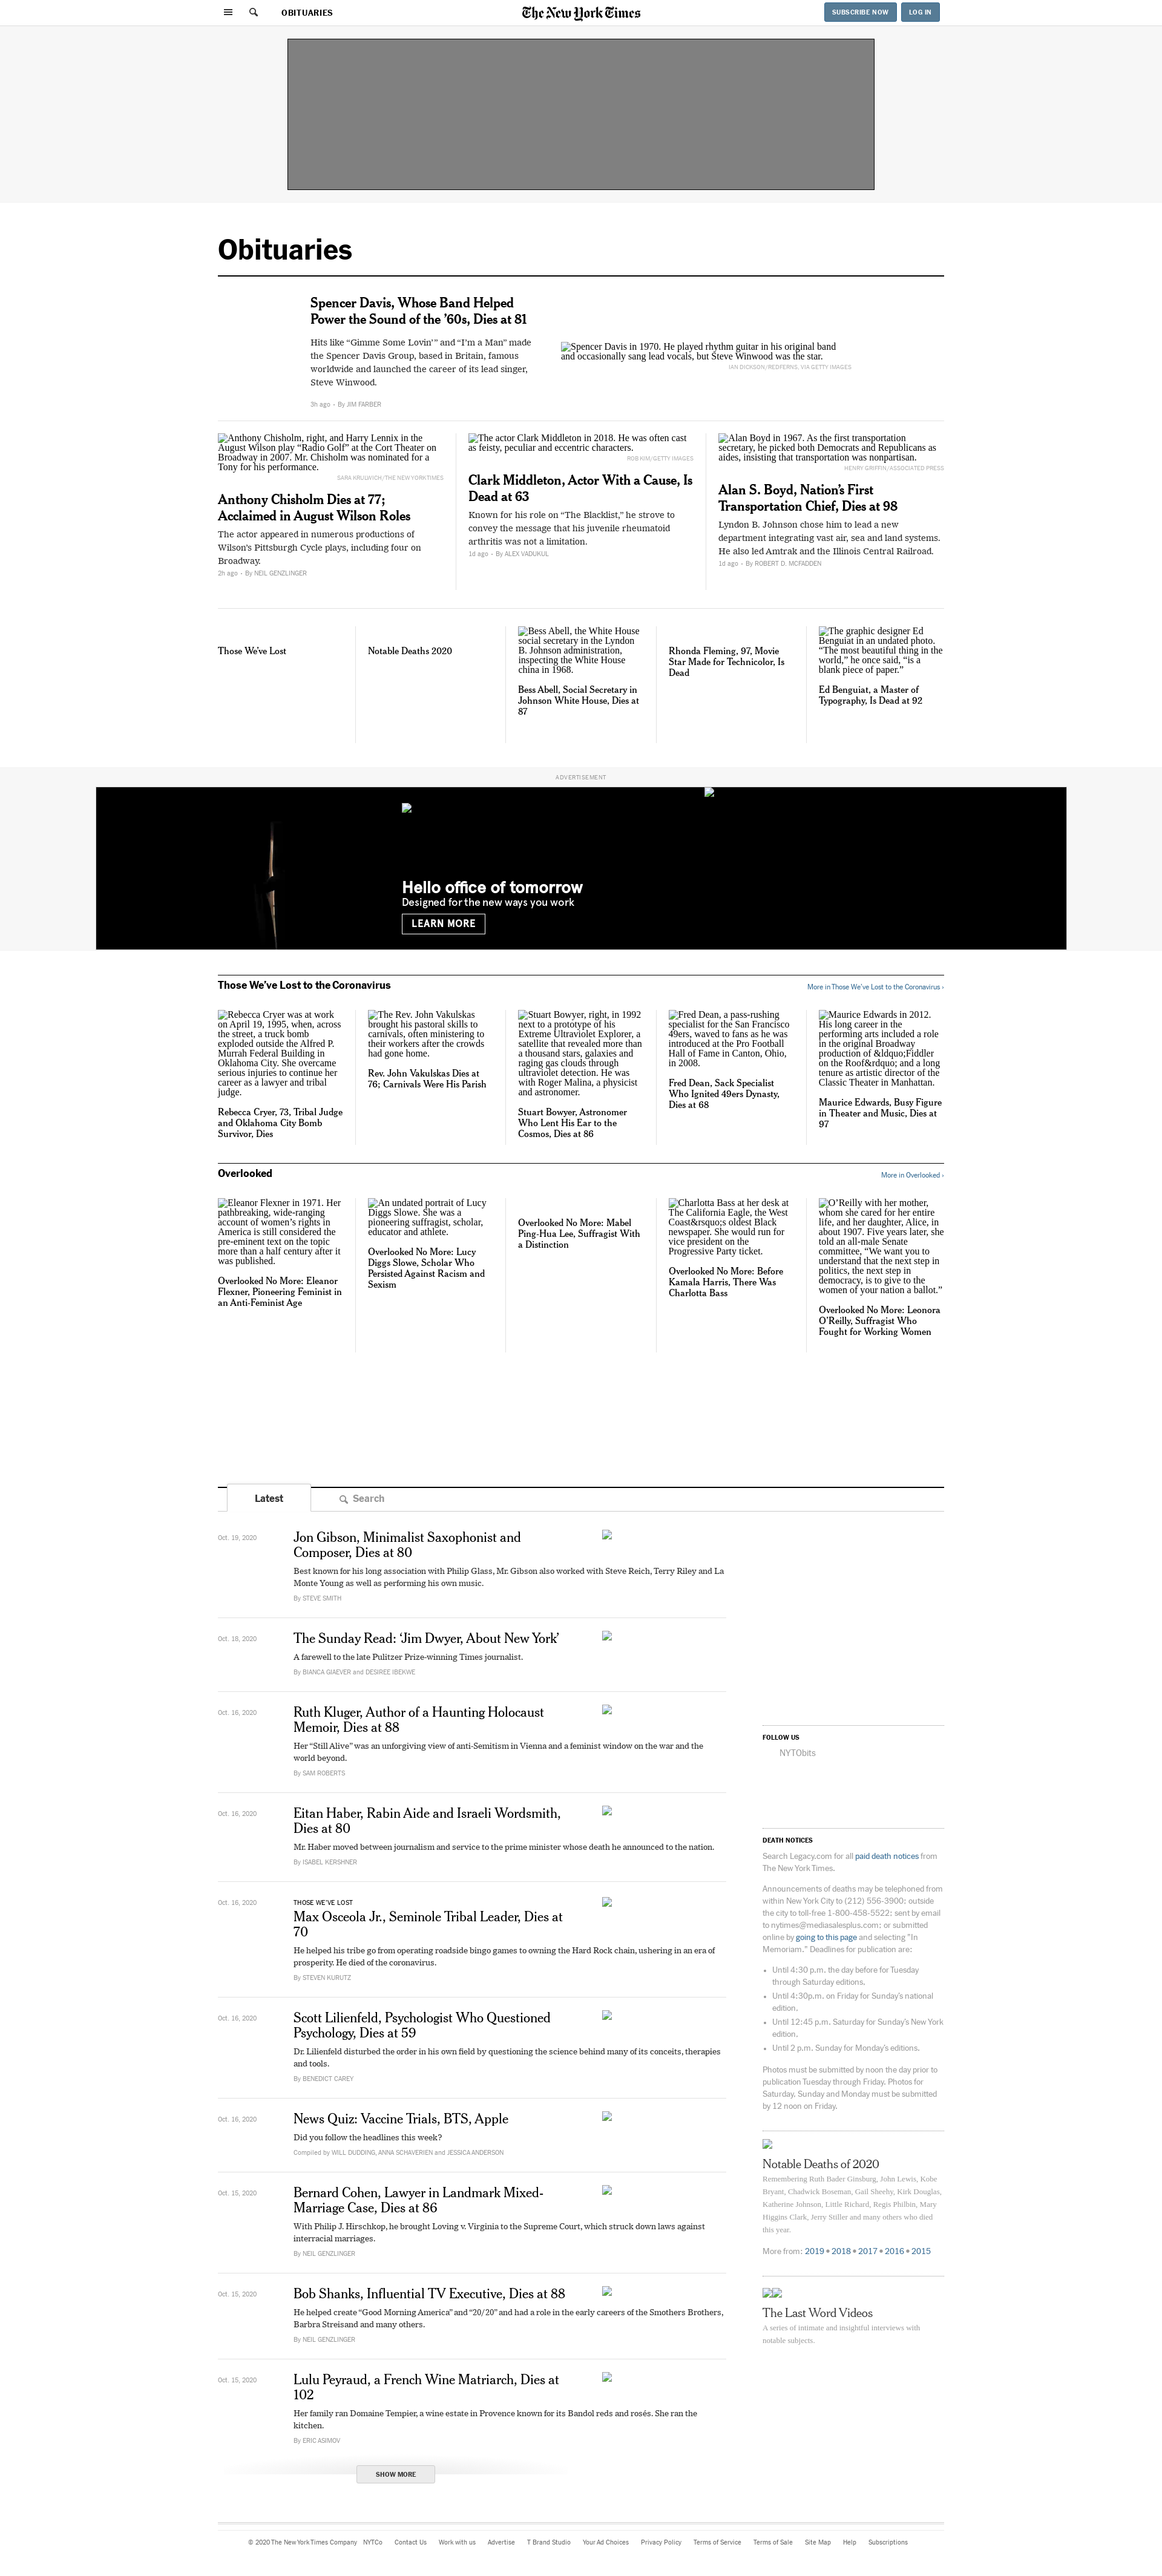 OBITUARIES
The New York Times
SUBSCRIBE NOW
LOG IN
Obituaries
Spencer Davis, Whose Band Helped
Power the Sound of the ’60s, Dies at 81
Hits like “Gimme Some Lovin’” and “I’m a Man” made
the Spencer Davis Group, based in Britain, famous
worldwide and launched the career of its lead singer,
Steve Winwood.
3h ago - By JIM FARBER
Spencer Davis in 1970. He played rhythm guitar in his original band
and occasionally sang lead vocals, but Steve Winwood was the star.
IAN DICKSON/REDFERNS, VIA GETTY IMAGES
Anthony Chisholm, right, and Harry Lennix in the
August Wilson play “Radio Golf” at the Cort Theater on
Broadway in 2007. Mr. Chisholm was nominated for a
Tony for his performance.
SARA KRULWICH/THE NEW YORK TIMES
Anthony Chisholm Dies at 77;
Acclaimed in August Wilson Roles
The actor appeared in numerous productions of
Wilson’s Pittsburgh Cycle plays, including four on
Broadway.
2h ago - By NEIL GENZLINGER
The actor Clark Middleton in 2018. He was often cast
as feisty, peculiar and eccentric characters.
ROB KIM/GETTY IMAGES
Clark Middleton, Actor With a Cause, Is
Dead at 63
Known for his role on “The Blacklist,” he strove to
convey the message that his juvenile rheumatoid
arthritis was not a limitation.
1d ago - By ALEX VADUKUL
Alan Boyd in 1967. As the first transportation
secretary, he picked both Democrats and Republicans as
aides, insisting that transportation was nonpartisan.
HENRY GRIFFIN/ASSOCIATED PRESS
Alan S. Boyd, Nation’s First
Transportation Chief, Dies at 98
Lyndon B. Johnson chose him to lead a new
department integrating vast air, sea and land systems.
He also led Amtrak and the Illinois Central Railroad.
1d ago - By ROBERT D. MCFADDEN
Those We’ve Lost
Notable Deaths 2020
Bess Abell, the White House
social secretary in the Lyndon
B. Johnson administration,
inspecting the White House
china in 1968.
Bess Abell, Social Secretary in
Johnson White House, Dies at
87
Rhonda Fleming, 97, Movie
Star Made for Technicolor, Is
Dead
The graphic designer Ed
Benguiat in an undated photo.
“The most beautiful thing in the
world,” he once said, “is a
blank piece of paper.”
Ed Benguiat, a Master of
Typography, Is Dead at 92
ADVERTISEMENT
Hello office of tomorrow
Designed for the new ways you work
LEARN MORE
Those We’ve Lost to the Coronavirus
More in Those We’ve Lost to the Coronavirus ›
Rebecca Cryer was at work
on April 19, 1995, when, across
the street, a truck bomb
exploded outside the Alfred P.
Murrah Federal Building in
Oklahoma City. She overcame
serious injuries to continue her
career as a lawyer and tribal
judge.
Rebecca Cryer, 73, Tribal Judge
and Oklahoma City Bomb
Survivor, Dies
The Rev. John Vakulskas
brought his pastoral skills to
carnivals, often ministering to
their workers after the crowds
had gone home.
Rev. John Vakulskas Dies at
76; Carnivals Were His Parish
Stuart Bowyer, right, in 1992
next to a prototype of his
Extreme Ultraviolet Explorer, a
satellite that revealed more than
a thousand stars, galaxies and
raging gas clouds through
ultraviolet detection. He was
with Roger Malina, a physicist
and astronomer.
Stuart Bowyer, Astronomer
Who Lent His Ear to the
Cosmos, Dies at 86
Fred Dean, a pass-rushing
specialist for the San Francisco
49ers, waved to fans as he was
introduced at the Pro Football
Hall of Fame in Canton, Ohio,
in 2008.
Fred Dean, Sack Specialist
Who Ignited 49ers Dynasty,
Dies at 68
Maurice Edwards in 2012.
His long career in the
performing arts included a role
in the original Broadway
production of &ldquo;Fiddler
on the Roof&rdquo; and a long
tenure as artistic director of the
Classic Theater in Manhattan.
Maurice Edwards, Busy Figure
in Theater and Music, Dies at
97
Overlooked
More in Overlooked ›
Eleanor Flexner in 1971. Her
pathbreaking, wide-ranging
account of women’s rights in
America is still considered the
pre-eminent text on the topic
more than a half century after it
was published.
Overlooked No More: Eleanor
Flexner, Pioneering Feminist in
an Anti-Feminist Age
An undated portrait of Lucy
Diggs Slowe. She was a
pioneering suffragist, scholar,
educator and athlete.
Overlooked No More: Lucy
Diggs Slowe, Scholar Who
Persisted Against Racism and
Sexism
Overlooked No More: Mabel
Ping-Hua Lee, Suffragist With
a Distinction
Charlotta Bass at her desk at
The California Eagle, the West
Coast&rsquo;s oldest Black
newspaper. She would run for
vice president on the
Progressive Party ticket.
Overlooked No More: Before
Kamala Harris, There Was
Charlotta Bass
O’Reilly with her mother,
whom she cared for her entire
life, and her daughter, Alice, in
about 1907. Five years later, she
told an all-male Senate
committee, “We want you to
understand that the next step in
politics, the next step in
democracy, is to give to the
women of your nation a ballot.”
Overlooked No More: Leonora
O’Reilly, Suffragist Who
Fought for Working Women
Latest
Search
Oct. 19, 2020
Jon Gibson, Minimalist Saxophonist and
Composer, Dies at 80
Best known for his long association with Philip Glass, Mr. Gibson also worked with Steve Reich, Terry Riley and La
Monte Young as well as performing his own music.
By STEVE SMITH
Oct. 18, 2020
The Sunday Read: ‘Jim Dwyer, About New York’
A farewell to the late Pulitzer Prize-winning Times journalist.
By BIANCA GIAEVER and DESIREE IBEKWE
Oct. 16, 2020
Ruth Kluger, Author of a Haunting Holocaust
Memoir, Dies at 88
Her “Still Alive” was an unforgiving view of anti-Semitism in Vienna and a feminist window on the war and the
world beyond.
By SAM ROBERTS
Oct. 16, 2020
Eitan Haber, Rabin Aide and Israeli Wordsmith,
Dies at 80
Mr. Haber moved between journalism and service to the prime minister whose death he announced to the nation.
By ISABEL KERSHNER
Oct. 16, 2020
THOSE WE’VE LOST
Max Osceola Jr., Seminole Tribal Leader, Dies at
70
He helped his tribe go from operating roadside bingo games to owning the Hard Rock chain, ushering in an era of
prosperity. He died of the coronavirus.
By STEVEN KURUTZ
Oct. 16, 2020
Scott Lilienfeld, Psychologist Who Questioned
Psychology, Dies at 59
Dr. Lilienfeld disturbed the order in his own field by questioning the science behind many of its conceits, therapies
and tools.
By BENEDICT CAREY
Oct. 16, 2020
News Quiz: Vaccine Trials, BTS, Apple
Did you follow the headlines this week?
Compiled by WILL DUDDING, ANNA SCHAVERIEN and JESSICA ANDERSON
Oct. 15, 2020
Bernard Cohen, Lawyer in Landmark Mixed-
Marriage Case, Dies at 86
With Philip J. Hirschkop, he brought Loving v. Virginia to the Supreme Court, which struck down laws against
interracial marriages.
By NEIL GENZLINGER
Oct. 15, 2020
Bob Shanks, Influential TV Executive, Dies at 88
He helped create “Good Morning America” and “20/20” and had a role in the early careers of the Smothers Brothers,
Barbra Streisand and many others.
By NEIL GENZLINGER
Oct. 15, 2020
Lulu Peyraud, a French Wine Matriarch, Dies at
102
Her family ran Domaine Tempier, a wine estate in Provence known for its Bandol reds and rosés. She ran the
kitchen.
By ERIC ASIMOV
SHOW MORE
FOLLOW US
NYTObits
DEATH NOTICES
Search Legacy.com for all paid death notices from
The New York Times.
Announcements of deaths may be telephoned from
within New York City to (212) 556-3900; outside
the city to toll-free 1-800-458-5522; sent by email
to nytimes@mediasalesplus.com; or submitted
online by going to this page and selecting "In
Memoriam." Deadlines for publication are:
• Until 4:30 p.m. the day before for Tuesday
through Saturday editions.
• Until 4:30p.m. on Friday for Sunday’s national
edition.
• Until 12:45 p.m. Saturday for Sunday’s New York
edition.
• Until 2 p.m. Sunday for Monday’s editions.
Photos must be submitted by noon the day prior to
publication Tuesday through Friday. Photos for
Saturday, Sunday and Monday must be submitted
by 12 noon on Friday.
Notable Deaths of 2020
Remembering Ruth Bader Ginsburg, John Lewis, Kobe
Bryant, Chadwick Boseman, Gail Sheehy, Kirk Douglas,
Katherine Johnson, Little Richard, Regis Philbin, Mary
Higgins Clark, Jerry Stiller and many others who died
this year.
More from: 2019 • 2018 • 2017 • 2016 • 2015
The Last Word Videos
A series of intimate and insightful interviews with
notable subjects.
© 2020 The New York Times Company NYTCo Contact Us Work with us Advertise T Brand Studio Your Ad Choices Privacy Policy Terms of Service Terms of Sale Site Map Help Subscriptions